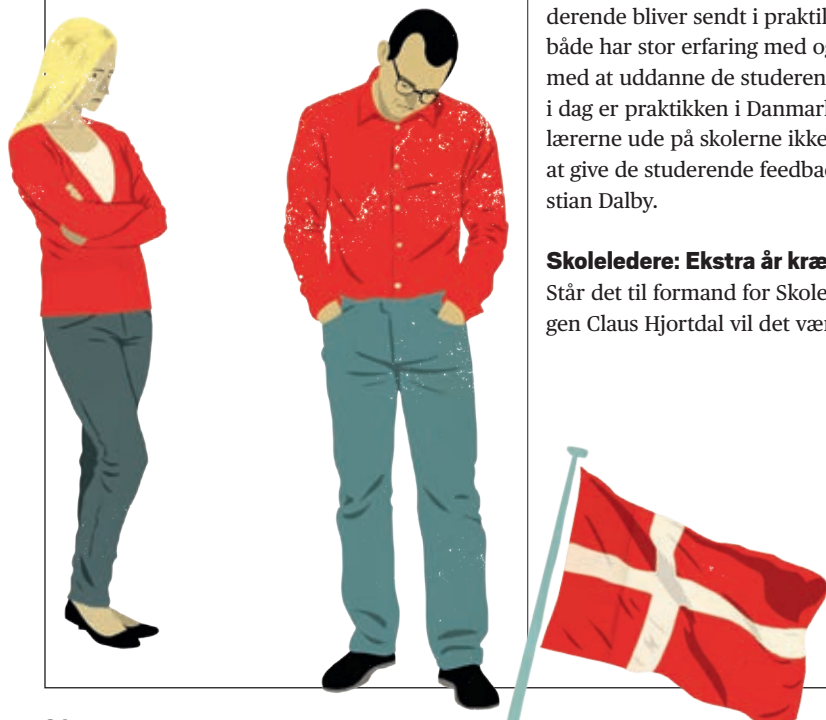 derende bliver sendt i praktik
både har stor erfaring med og
med at uddanne de studeren
i dag er praktikken i Danmark
lærerne ude på skolerne ikke
at give de studerende feedbac
stian Dalby.
Skoleledere: Ekstra år kræ
Står det til formand for Skole
gen Claus Hjortdal vil det vær